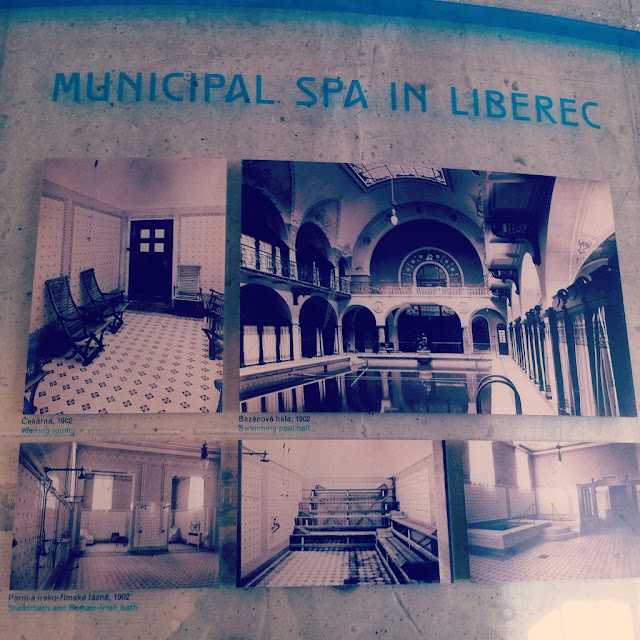 MUNICIPAL SPA IN LIBEREC
Čekárna, 1902
Waiting room
Bazénová hala, 1902
Swimming pool hall
Parní a irsko-římské lázně, 1902
Steambath and Roman-Irish bath